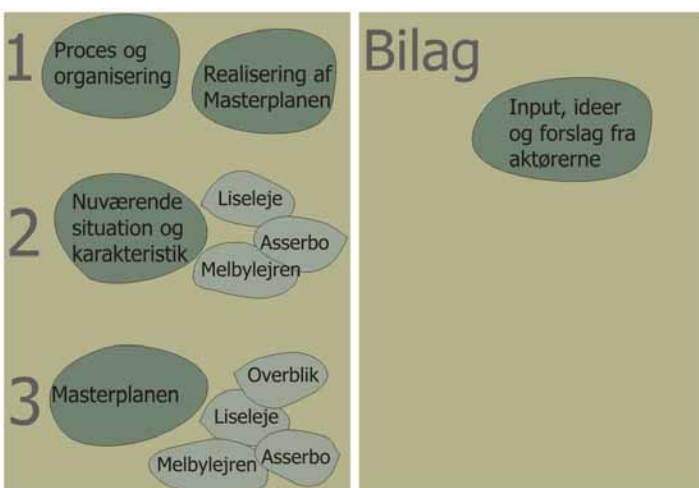 1
Proces og
organisering
Realisering af
Masterplanen
2
Nuværende
situation og
karakteristik
Liseleje
Asserbo
Melbylejren
3
Masterplanen
Overblik
Liseleje
Asserbo
Melbylejren
Bilag
Input, ideer
og forslag fra
aktørerne